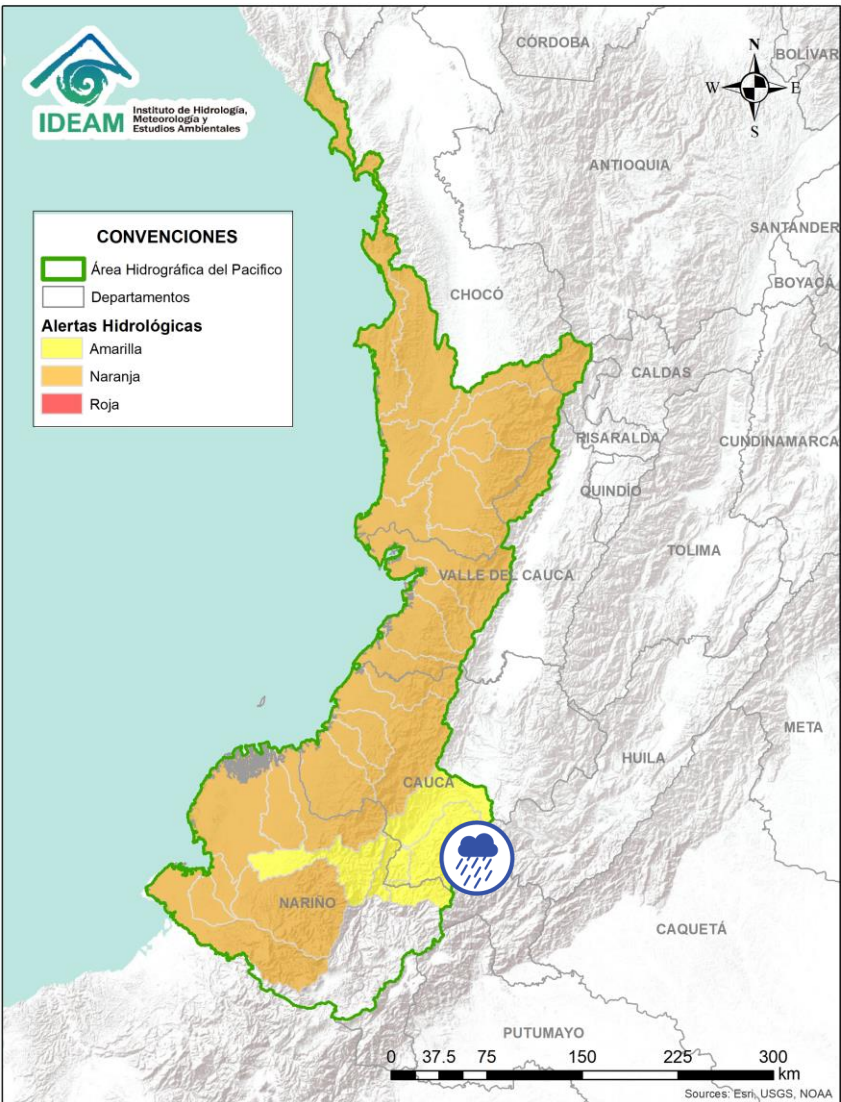 IDEAM
Instituto de Hidrología,
Meteorología y
Estudios Ambientales
N
W
E
S
CÓRDOBA
BOLÍVAR
ANTIOQUIA
SANTANDER
BOYACÁ
CHOCÓ
CONVENCIONES
Área Hidrográfica del Pacifico
Departamentos
Alertas Hidrológicas
Amarilla
Naranja
Roja
CALDAS
RISARALDA
CUNDINAMARCA
QUINDÍO
TOLIMA
VALLE DEL CAUCA
META
HUILA
CAUCA
NARIÑO
CAQUETÁ
PUTUMAYO
0 37.5 75 150 225 300
km
Sources: Esri, USGS, NOAA